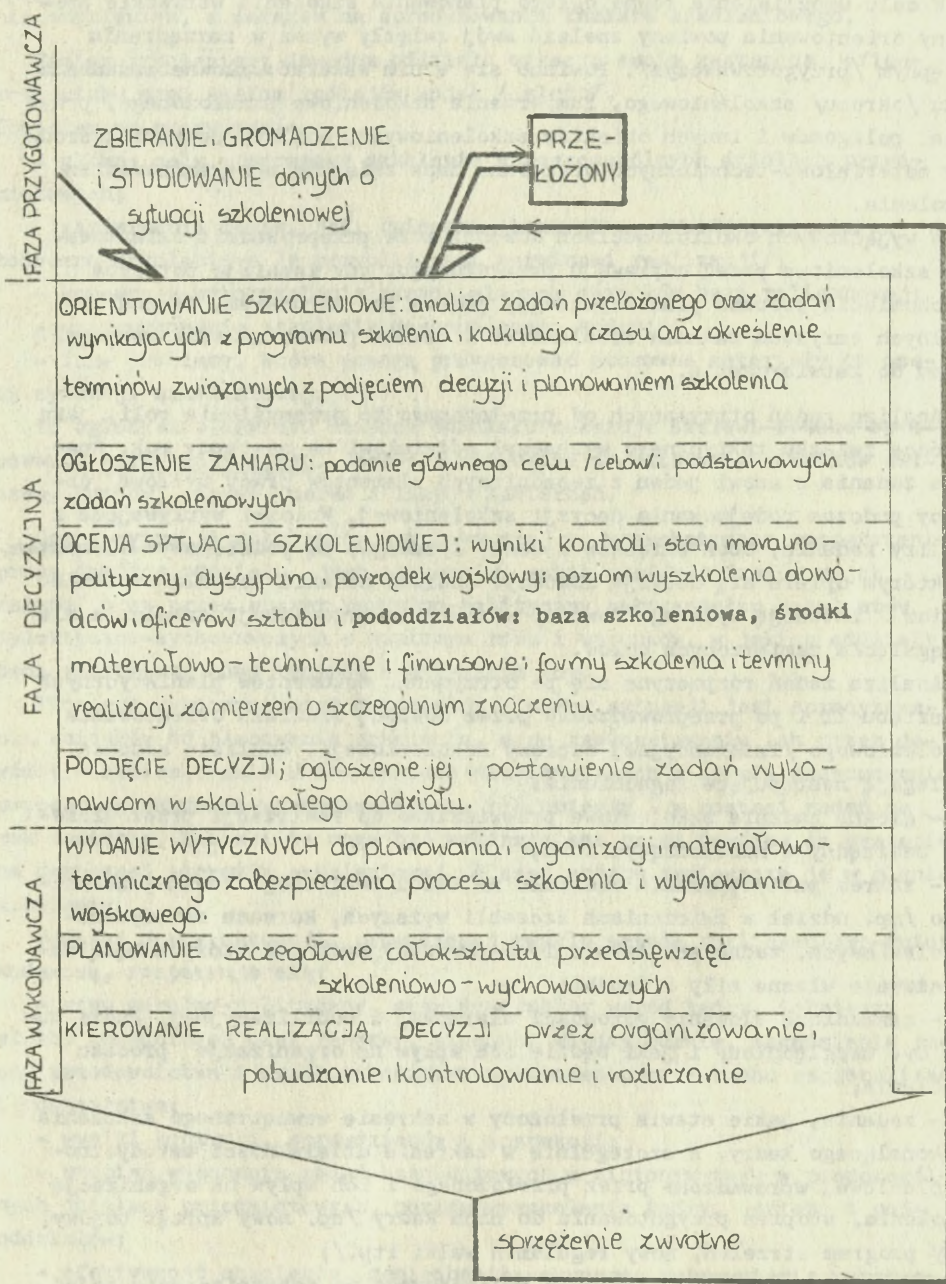 FAZA PRZYGOTOWAWCZA
ZBIERANIE, GROMADZENIE
i STUDIOWANIE danych o
sytuacji szkoleniowej
PRZE-
ŁOŻONY
FAZA DECYZYJNA
ORIENTOWANIE SZKOLENIOWE: analiza zadań przełożonego oraz zadań
wynikających z programu szkolenia, kalkulacja czasu oraz określenie
terminów związanych z podjęciem decyzji i planowaniem szkolenia
OGŁOSZENIE ZAMIARU: podanie głównego celu /celów/i podstawowych
zadań szkoleniowych
OCENA SYTUACJI SZKOLENIOWEJ: wyniki kontroli, stan moralno-
polityczny, dyscyplina, porządek wojskowy; poziom wyszkolenia dowó-
dców, oficerów sztabu i pododdziałów: baza szkoleniowa, środki
materiałowo-techniczne i finansowe; formy szkolenia i terminy
realizacji zamierzeń o szczególnym znaczeniu.
PODJĘCIE DECYZJI; ogłoszenie jej i postawienie zadań wyko-
nawcom w skali całego oddziału.
FAZA WYKONAWCZA
WYDANIE WYTYCZNYCH do planowania, organizacji, materiałowo-
technicznego zabezpieczenia procesu szkolenia i wychowania
wojskowego.
PLANOWANIE szczegółowe całokształtu przedsięwzięć
szkoleniowo-wychowawczych
KIEROWANIE REALIZACJĄ DECYZJI przez organizowanie,
pobudzanie, kontrolowanie i rozliczanie
sprzężenie zwrotne